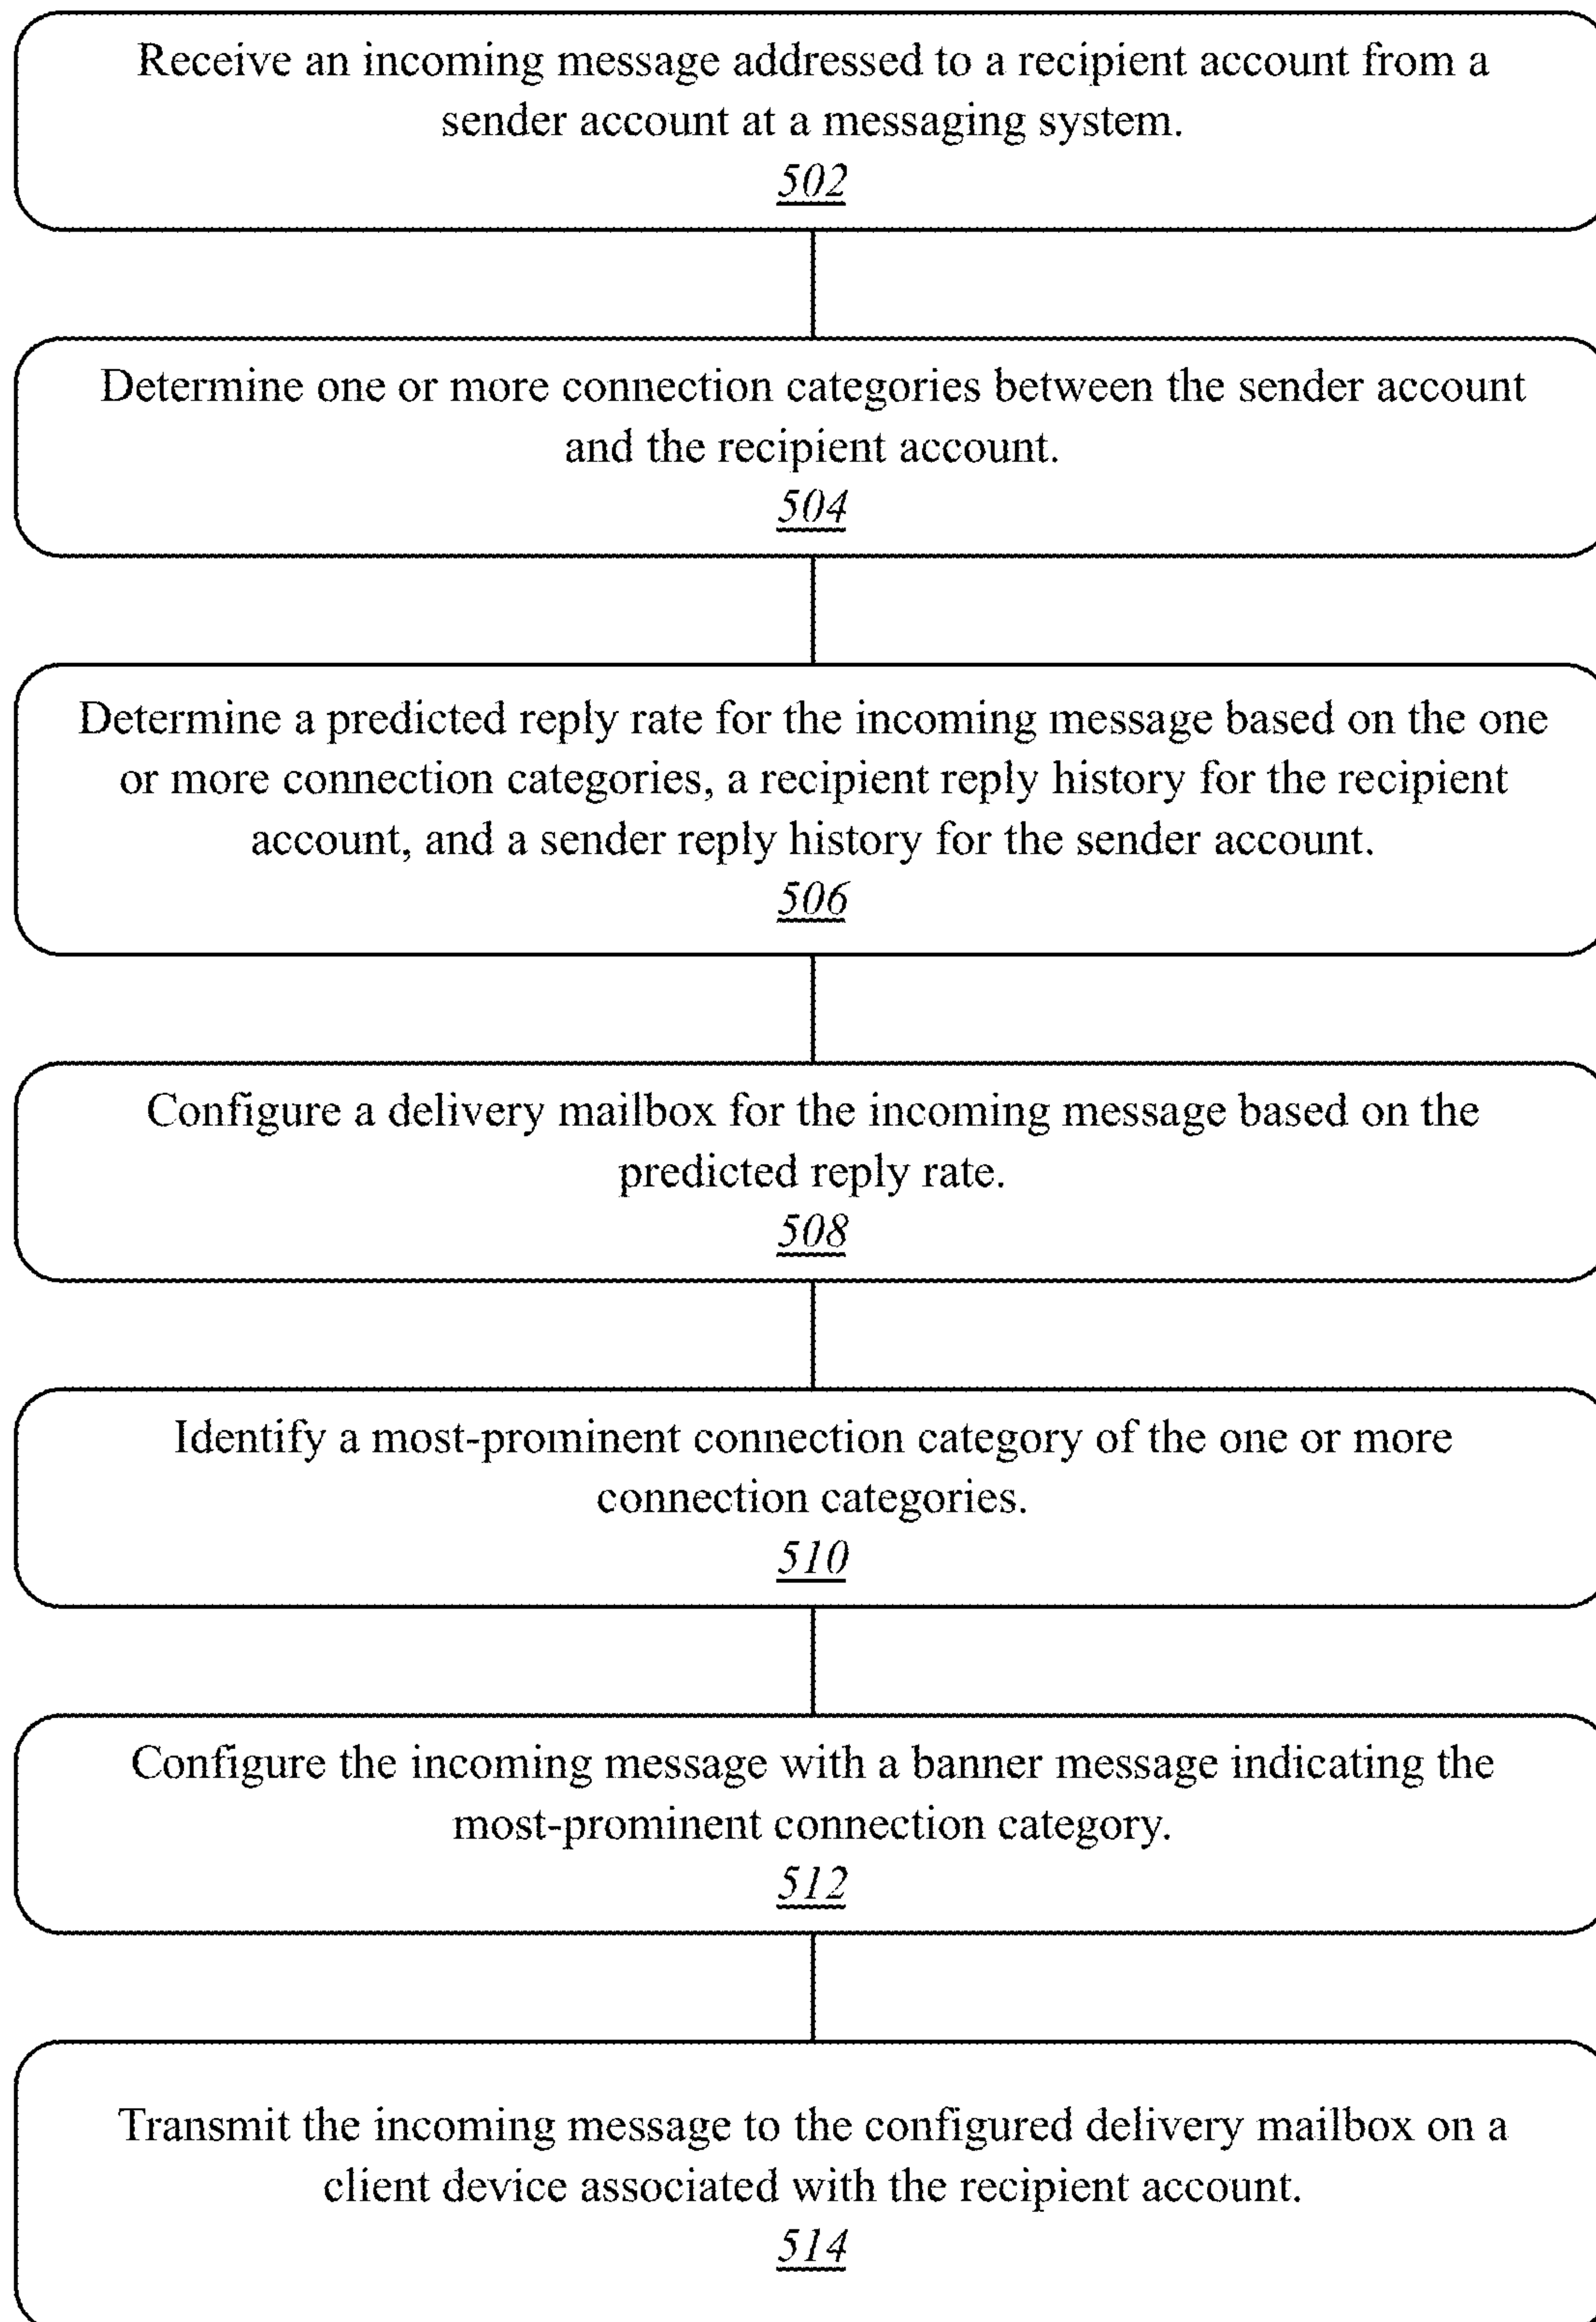 Receive an incoming message addressed to a recipient account from a
sender account at a messaging system.
502
Determine one or more connection categories between the sender account
and the recipient account.
504
Determine a predicted reply rate for the incoming message based on the one
or more connection categories, a recipient reply history for the recipient
account, and a sender reply history for the sender account.
506
Configure a delivery mailbox for the incoming message based on the
predicted reply rate.
508
Identify a most-prominent connection category of the one or more
connection categories.
510
Configure the incoming message with a banner message indicating the
most-prominent connection category.
512
Transmit the incoming message to the configured delivery mailbox on a
client device associated with the recipient account.
514